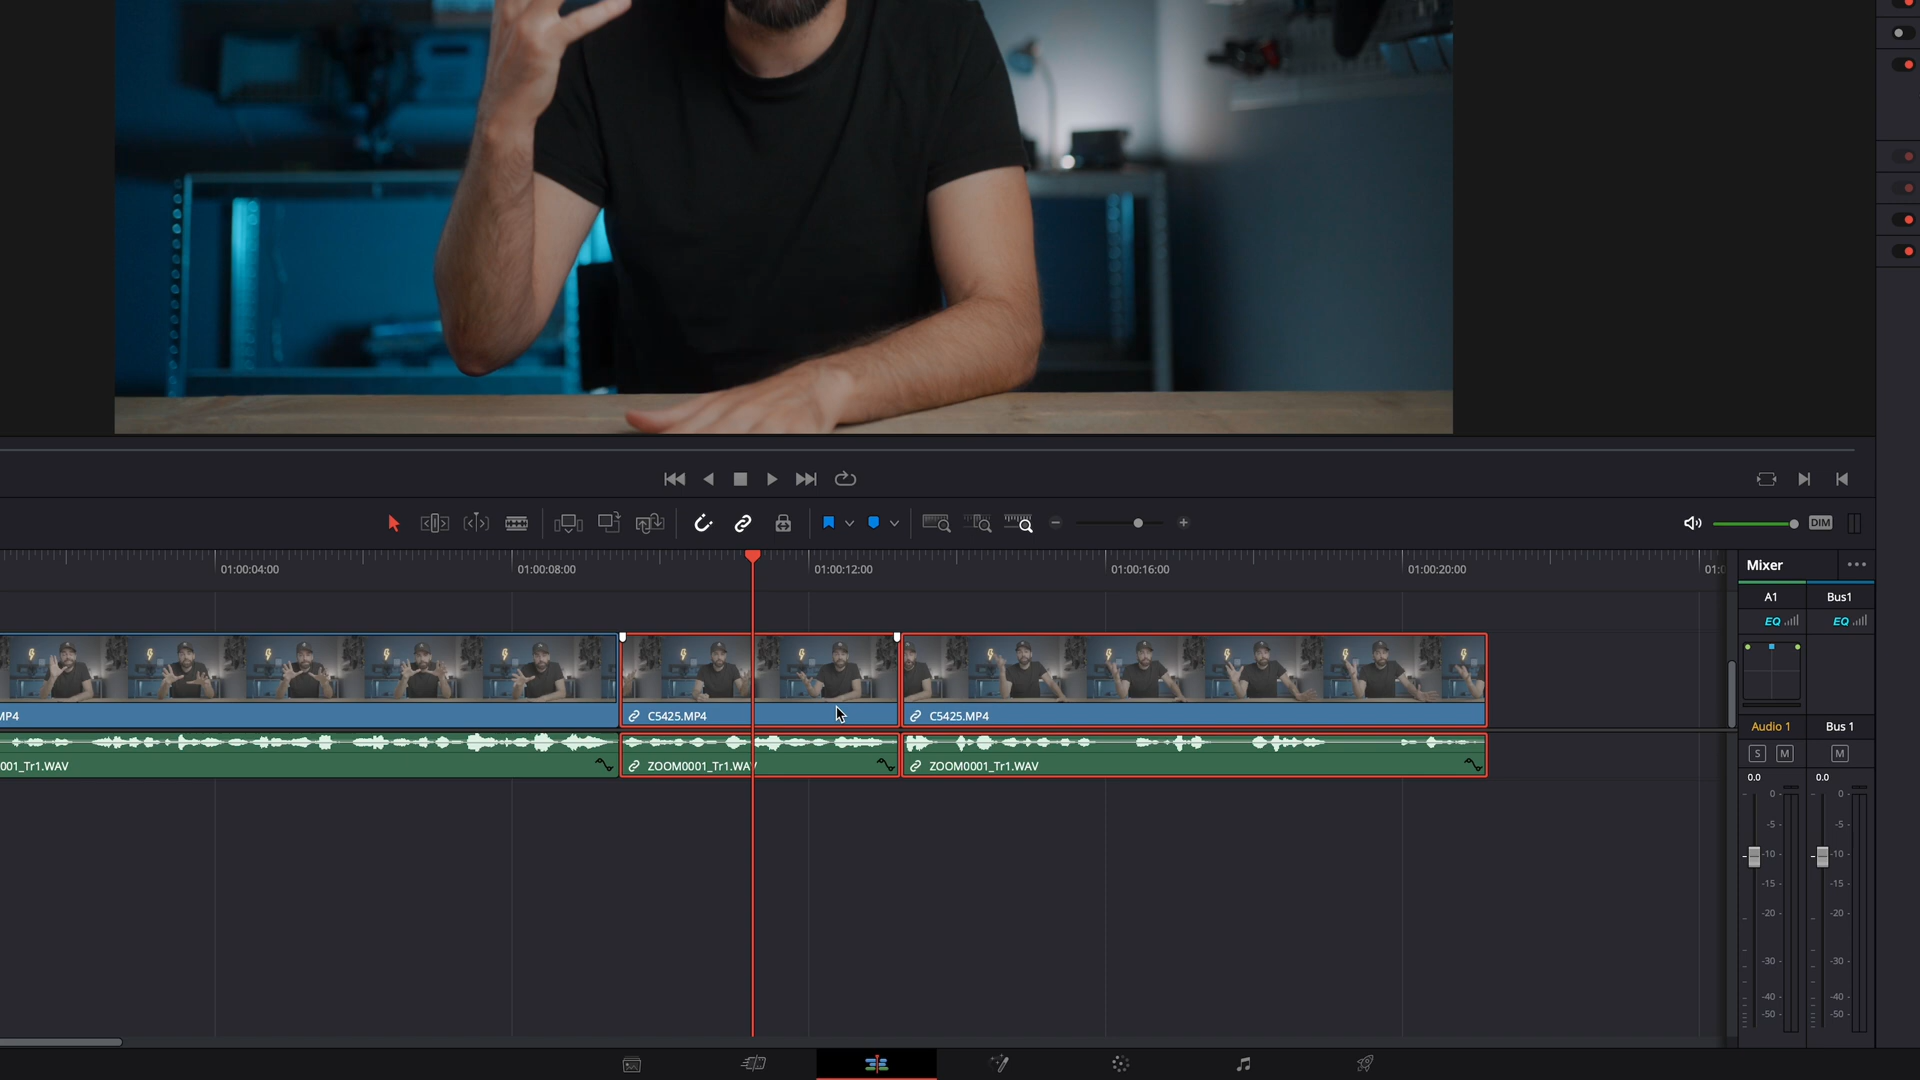 DIM
01:00:04:00
01:00:08:00
01:00:12:00
01:00:16:00
01:00:20:00
01:0
Mixer
A1
Bus1
EQ
EQ
MP4
C5425.MP4
C5425.MP4
001_Tr1.WAV
ZOOM0001_Tr1.WAV
ZOOM0001_Tr1.WAV
Audio 1
Bus 1
S
M
M
0.0
0.0
0
0
-5
-5
-10
-10
-15
-15
-20
-20
-30
-30
-40
-40
-50
-50